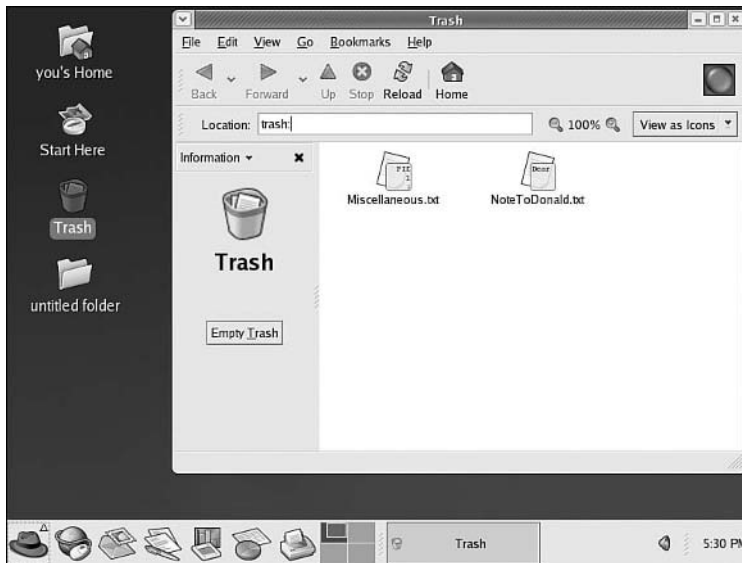 you's Home
Start Here
Trash
untitled folder
Trash
File Edit View Go Bookmarks Help
Back Forward Up Stop Reload Home
Location: trash: 100% View as Icons
Information
Trash
Empty Trash
Miscellaneous.txt NoteToDonald.txt
Trash
5:30 PM